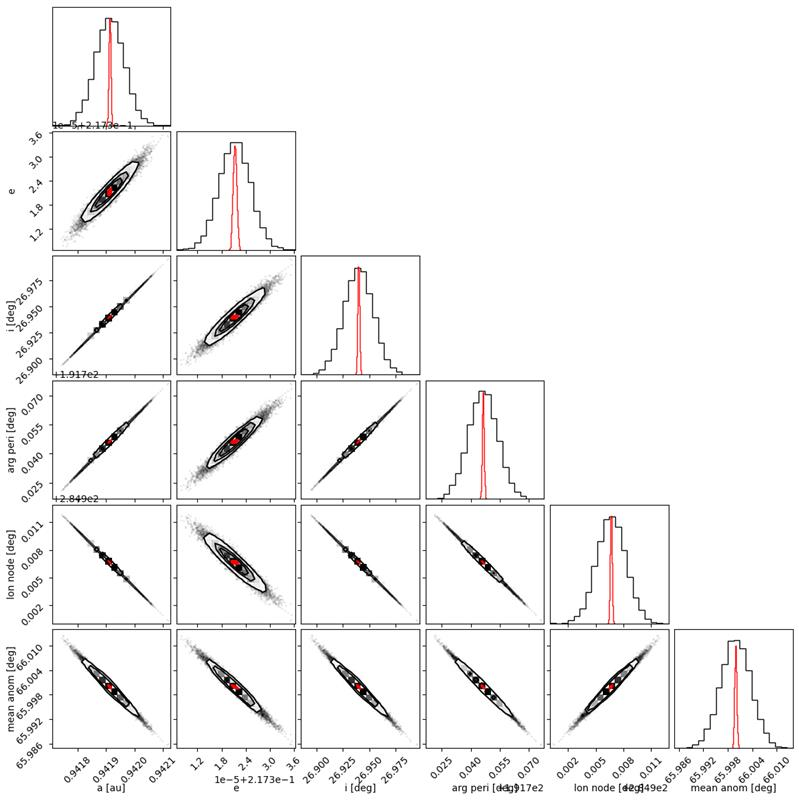 1e−5+2.173e−1
3.6
3.0
2.4
1.8
1.2
e
26.975
26.950
26.925
26.900
i [deg]
+1.917e2
0.070
0.055
0.040
0.025
arg peri [deg]
+2.849e2
0.011
0.008
0.005
0.002
lon node [deg]
66.010
66.004
65.998
65.992
65.986
mean anom [deg]
0.9418 0.9419 0.9420 0.9421
a [au]
1.2 1.8 2.4 3.0 3.6
1e−5+2.173e−1
e
26.900 26.925 26.950 26.975
i [deg]
0.025 0.040 0.055 0.070
arg peri [deg] +1.917e2
0.002 0.005 0.008 0.011
lon node [deg] +2.849e2
65.986 65.992 65.998 66.004 66.010
mean anom [deg]